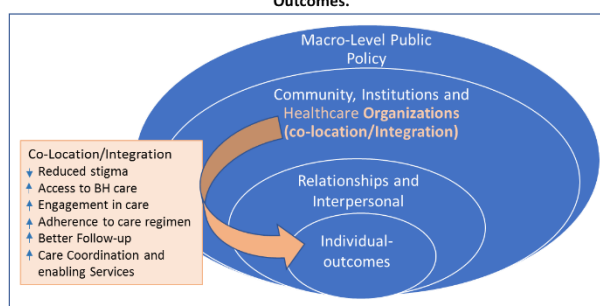 Outcomes.
Macro-Level Public
Policy
Community, Institutions and
Healthcare Organizations
(co-location/Integration)
Relationships and
Interpersonal
Individual-
outcomes
Co-Location/Integration
Reduced stigma
Access to BH care
Engagement in care
Adherence to care regimen
Better Follow-up
Care Coordination and
enabling Services